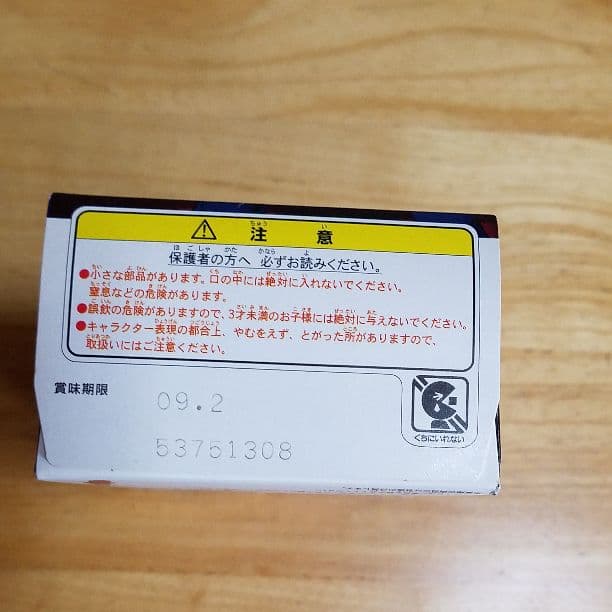 注意
保護者の方へ 必ずお読みください。
●小さな部品があります。口の中には絶対に入れないでください。
窒息などの危険があります。
●誤飲の危険がありますので、3才未満のお子様には絶対に与えないでください。
●キャラクター表現の都合上、やむをえず、とがった所がありますので、
取扱いにはご注意ください。
賞味期限
09.2
53751308
くちにいれない